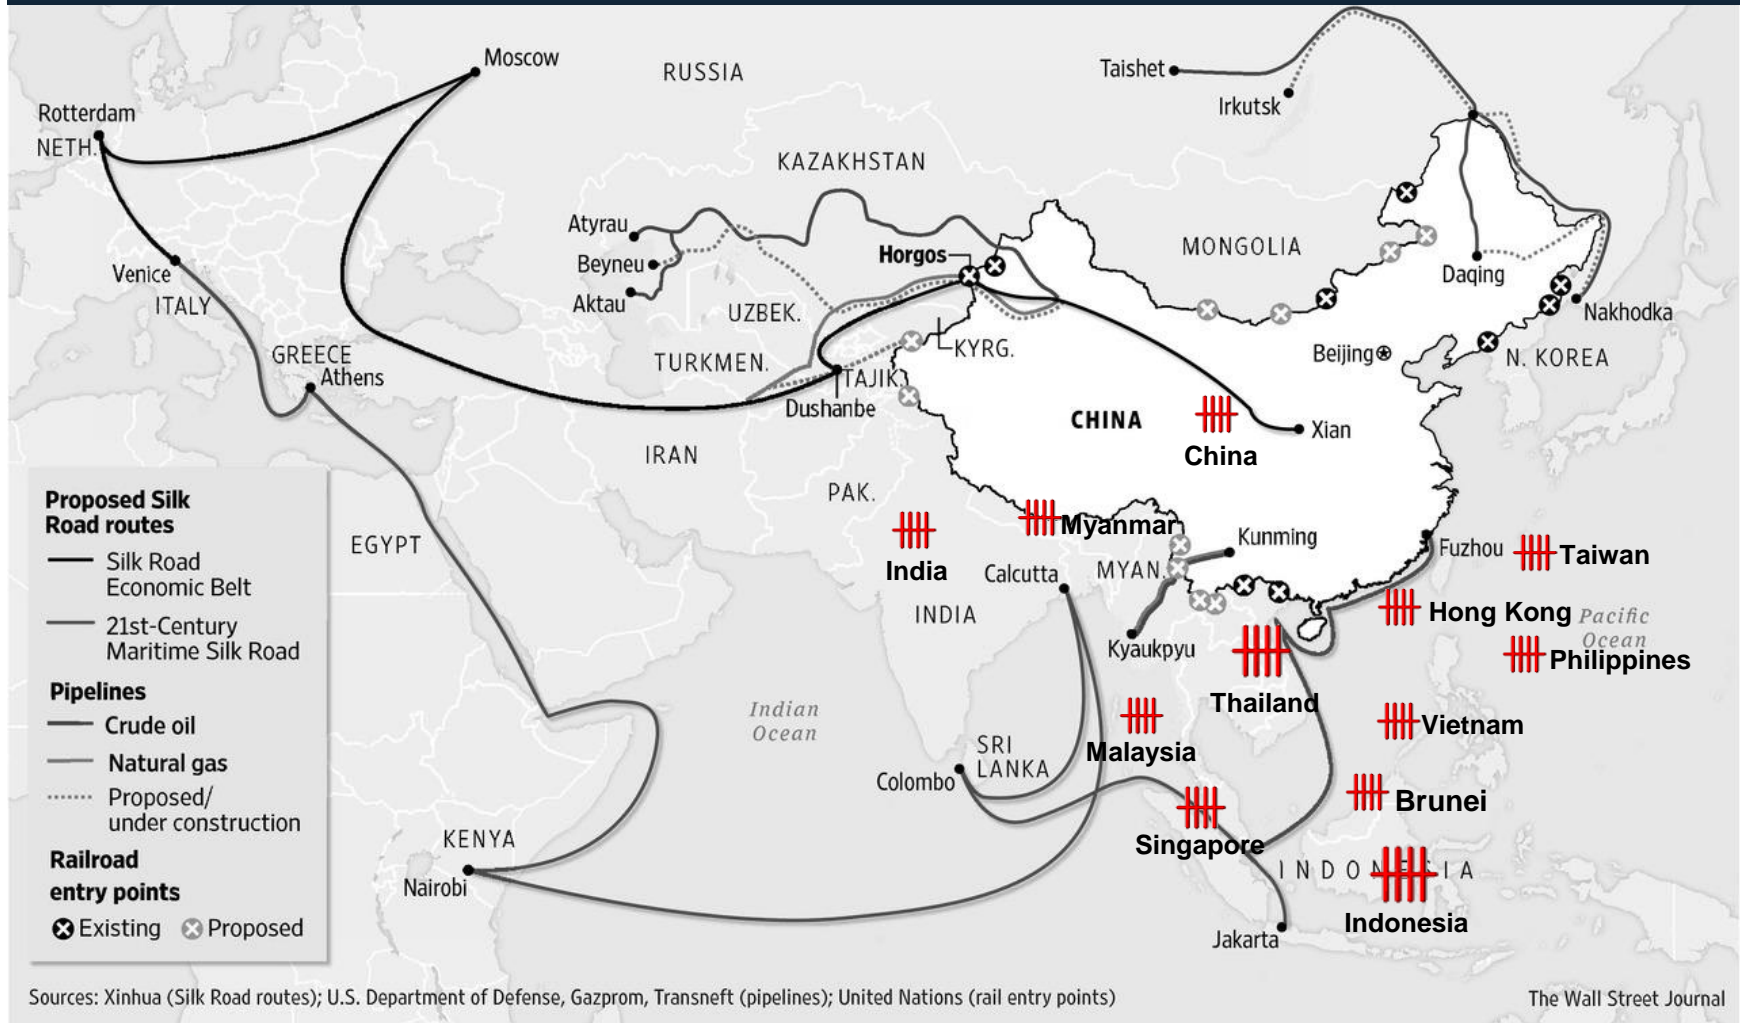 Moscow
RUSSIA
Taishet
Irkutsk
Rotterdam
NETH.
KAZAKHSTAN
Atyrau
Beyneu
Aktau
Horgos
MONGOLIA
Daqing
Nakhodka
Venice
ITALY
UZBEK.
KYRG.
Beijing
N. KOREA
GREECE
Athens
TURKMEN.
TAJIK.
Dushanbe
CHINA
Xian
China
IRAN
PAK.
Proposed Silk
Road routes
Silk Road
Economic Belt
21st-Century
Maritime Silk Road
Pipelines
Crude oil
Natural gas
Proposed/
under construction
Railroad
entry points
Existing
Proposed
EGYPT
Myanmar
Kunming
India
Calcutta
MYAN.
INDIA
Fuzhou
Taiwan
Hong Kong
Pacific
Ocean
Kyaukpyu
Philippines
Thailand
Indian
Ocean
Vietnam
SRI
LANKA
Malaysia
Colombo
Brunei
KENYA
Singapore
INDONESIA
Nairobi
Indonesia
Jakarta
Sources: Xinhua (Silk Road routes); U.S. Department of Defense, Gazprom, Transneft (pipelines); United Nations (rail entry points)
The Wall Street Journal